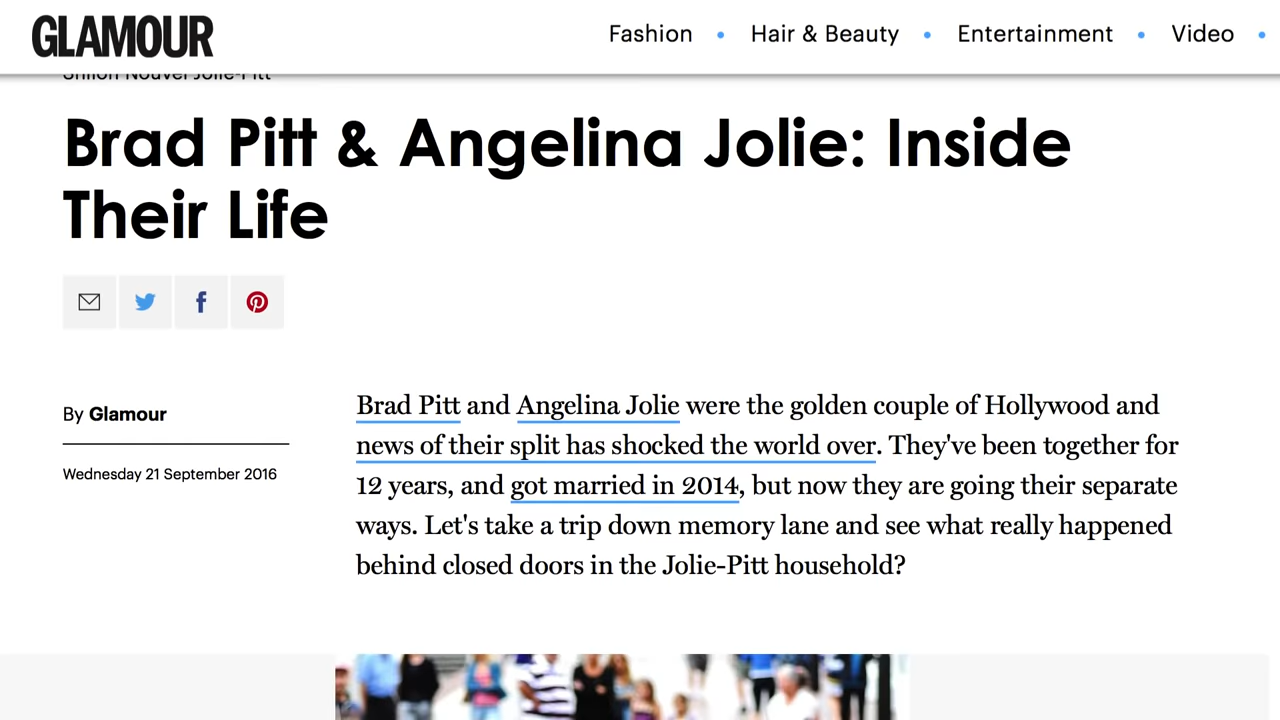 GLAMOUR
Fashion • Hair & Beauty • Entertainment • Video •
Shiloh Nouvel Jolie-Pitt
Brad Pitt & Angelina Jolie: Inside
Their Life
By Glamour
Wednesday 21 September 2016
Brad Pitt and Angelina Jolie were the golden couple of Hollywood and
news of their split has shocked the world over. They've been together for
12 years, and got married in 2014, but now they are going their separate
ways. Let's take a trip down memory lane and see what really happened
behind closed doors in the Jolie-Pitt household?